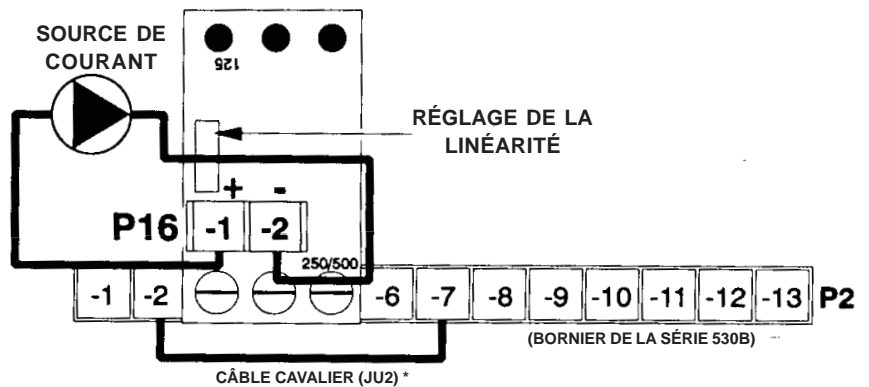 SOURCE DE
COURANT
125
RÉGLAGE DE LA
LINÉARITÉ
+ -
P16 -1 -2
250/500
-1 -2 -6 -7 -8 -9 -10 -11 -12 -13 P2
(BORNIER DE LA SÉRIE 530B)
CÂBLE CAVALIER (JU2) *